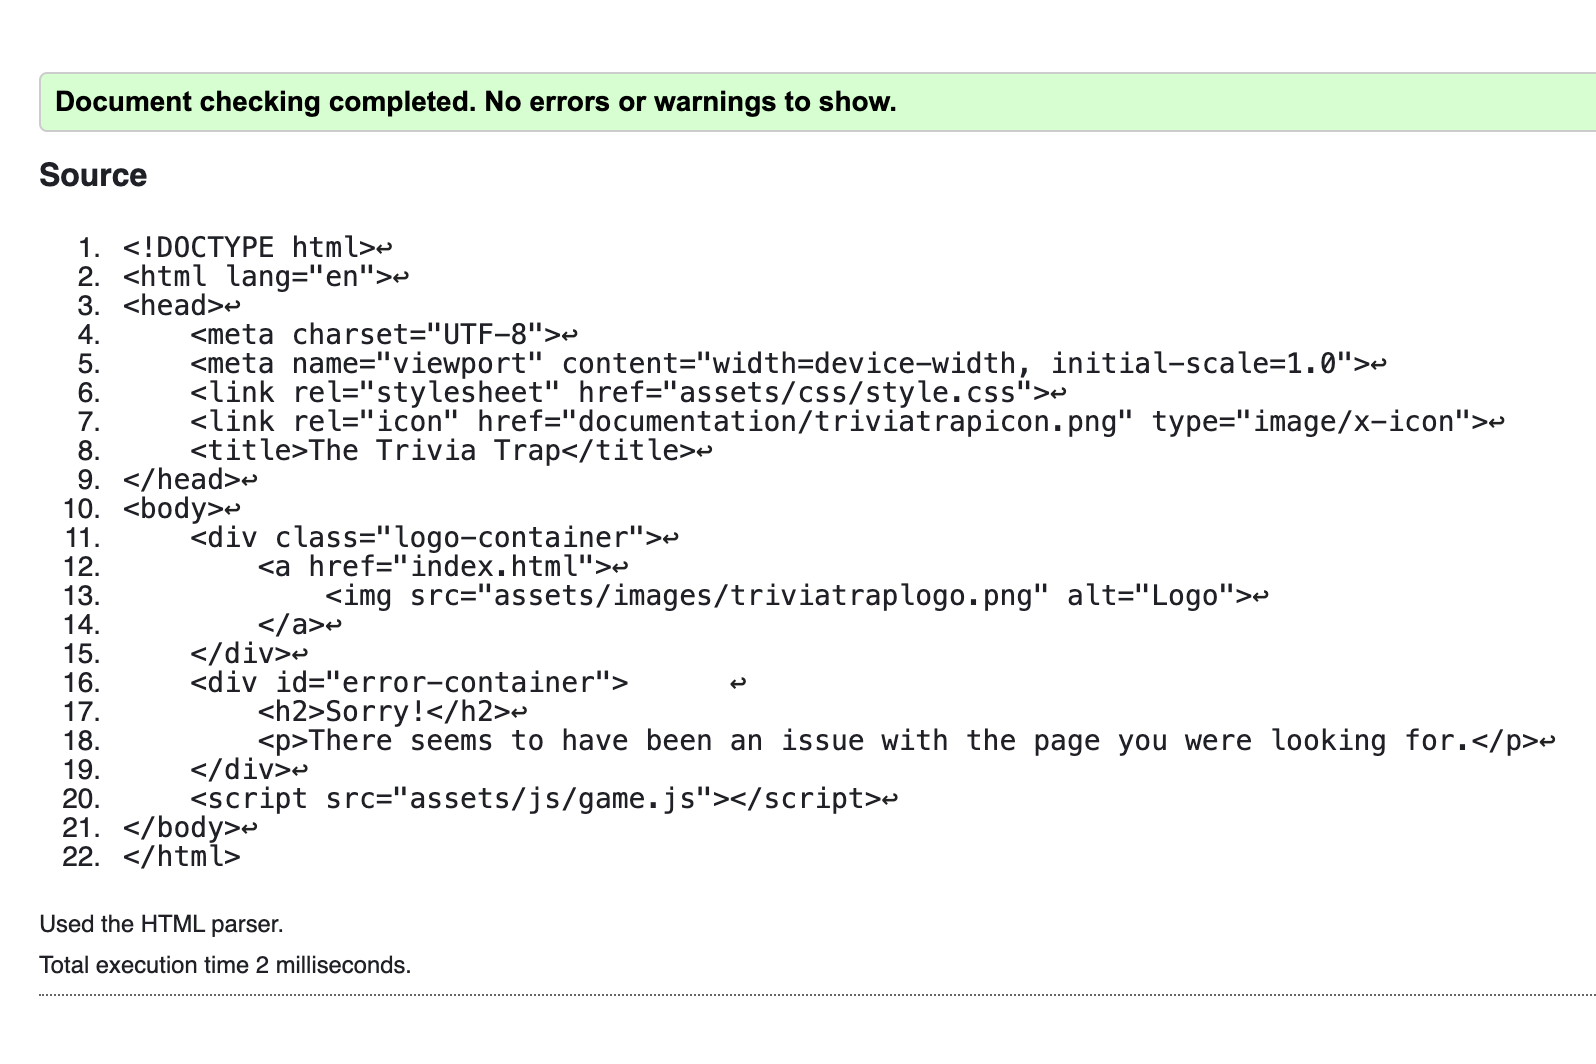 Document checking completed. No errors or warnings to show.
Source
1. <!DOCTYPE html>↩
2. <html lang="en">↩
3. <head>↩
4.     <meta charset="UTF-8">↩
5.     <meta name="viewport" content="width=device-width, initial-scale=1.0">↩
6.     <link rel="stylesheet" href="assets/css/style.css">↩
7.     <link rel="icon" href="documentation/triviatrapicon.png" type="image/x-icon">↩
8.     <title>The Trivia Trap</title>↩
9. </head>↩
10. <body>↩
11.     <div class="logo-container">↩
12.         <a href="index.html">↩
13.             <img src="assets/images/triviatraplogo.png" alt="Logo">↩
14.         </a>↩
15.     </div>↩
16.     <div id="error-container">      ↩
17.         <h2>Sorry!</h2>↩
18.         <p>There seems to have been an issue with the page you were looking for.</p>↩
19.     </div>↩
20.     <script src="assets/js/game.js"></script>↩
21. </body>↩
22. </html>
Used the HTML parser.
Total execution time 2 milliseconds.